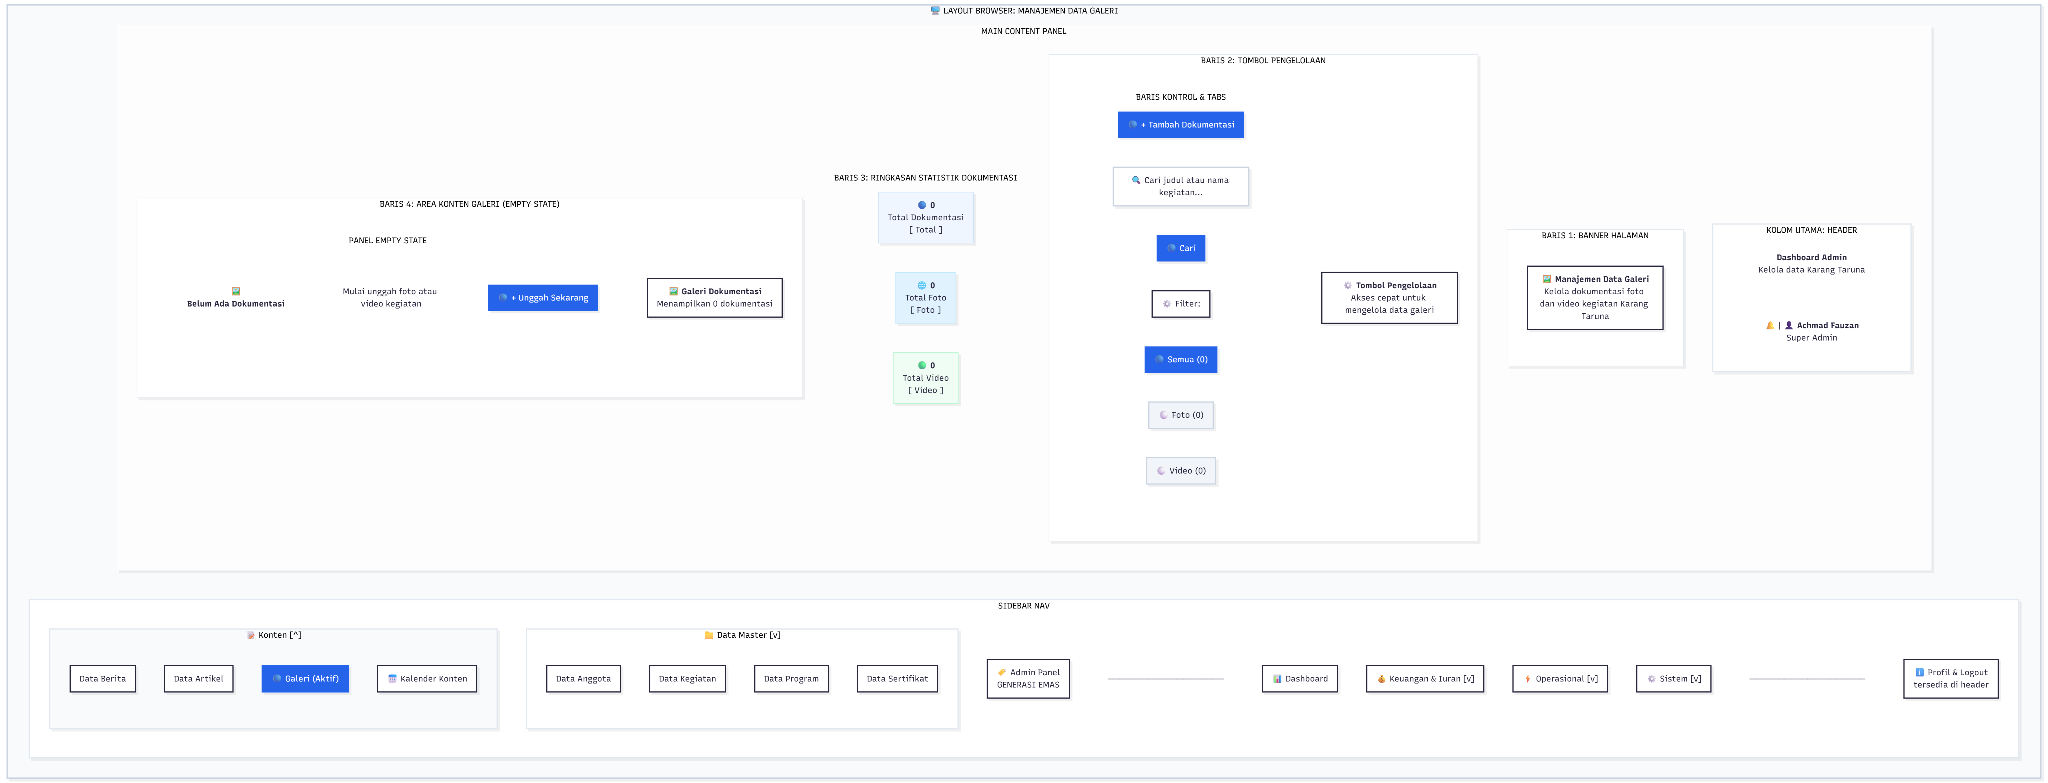 🖥️ LAYOUT BROWSER: MANAJEMEN DATA GALERI
MAIN CONTENT PANEL
BARIS 4: AREA KONTEN GALERI (EMPTY STATE)
PANEL EMPTY STATE
🖼️
Belum Ada Dokumentasi
Mulai unggah foto atau
video kegiatan
🔵 + Unggah Sekarang
🖼️ Galeri Dokumentasi
Menampilkan 0 dokumentasi
BARIS 3: RINGKASAN STATISTIK DOKUMENTASI
🔵 0
Total Dokumentasi
[ Total ]
🌐 0
Total Foto
[ Foto ]
🟢 0
Total Video
[ Video ]
BARIS 2: TOMBOL PENGELOLAAN
BARIS KONTROL & TABS
🔵 + Tambah Dokumentasi
🔍 Cari judul atau nama
kegiatan...
🔵 Cari
⚙️ Filter:
🔵 Semua (0)
Foto (0)
Video (0)
⚙️ Tombol Pengelolaan
Akses cepat untuk
mengelola data galeri
BARIS 1: BANNER HALAMAN
🖼️ Manajemen Data Galeri
Kelola dokumentasi foto
dan video kegiatan Karang
Taruna
KOLOM UTAMA: HEADER
Dashboard Admin
Kelola data Karang Taruna
🔔 | 👤 Achmad Fauzan
Super Admin
SIDEBAR NAV
📝 Konten [^]
Data Berita
Data Artikel
🔵 Galeri (Aktif)
🗓️ Kalender Konten
📁 Data Master [v]
Data Anggota
Data Kegiatan
Data Program
Data Sertifikat
Admin Panel
GENERASI EMAS
📊 Dashboard
💰 Keuangan & Iuran [v]
⚡ Operasional [v]
⚙️ Sistem [v]
ℹ️ Profil & Logout
tersedia di header